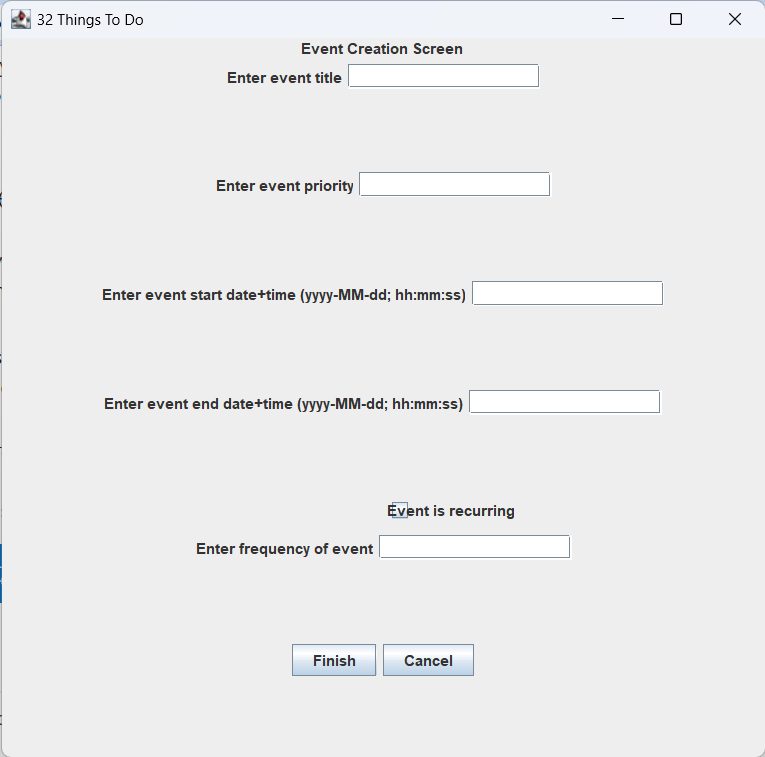 32 Things To Do
Event Creation Screen
Enter event title
Enter event priority
Enter event start date+time (yyyy-MM-dd; hh:mm:ss)
Enter event end date+time (yyyy-MM-dd; hh:mm:ss)
Event is recurring
Enter frequency of event
Finish Cancel